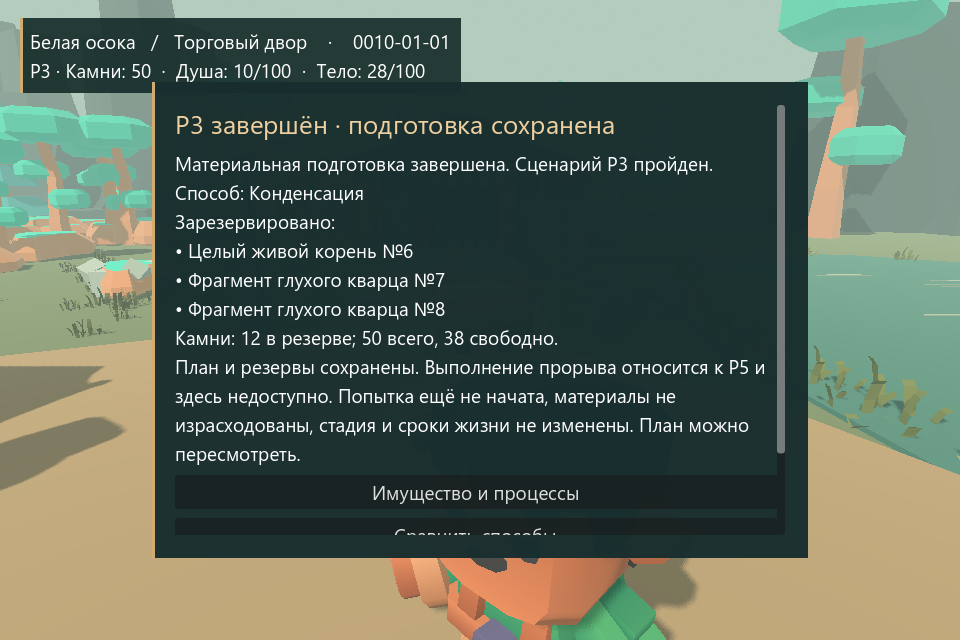 Белая осока / Торговый двор · 0010-01-01
Р3 · Камни: 50 · Душа: 10/100 · Тело: 28/100
Р3 завершён · подготовка сохранена
Материальная подготовка завершена. Сценарий Р3 пройден.
Способ: Конденсация
Зарезервировано:
• Целый живой корень №6
• Фрагмент глухого кварца №7
• Фрагмент глухого кварца №8
Камни: 12 в резерве; 50 всего, 38 свободно.
План и резервы сохранены. Выполнение прорыва относится к Р5 и
здесь недоступно. Попытка ещё не начата, материалы не
израсходованы, стадия и сроки жизни не изменены. План можно
пересмотреть.
Имущество и процессы
Сравнить способы